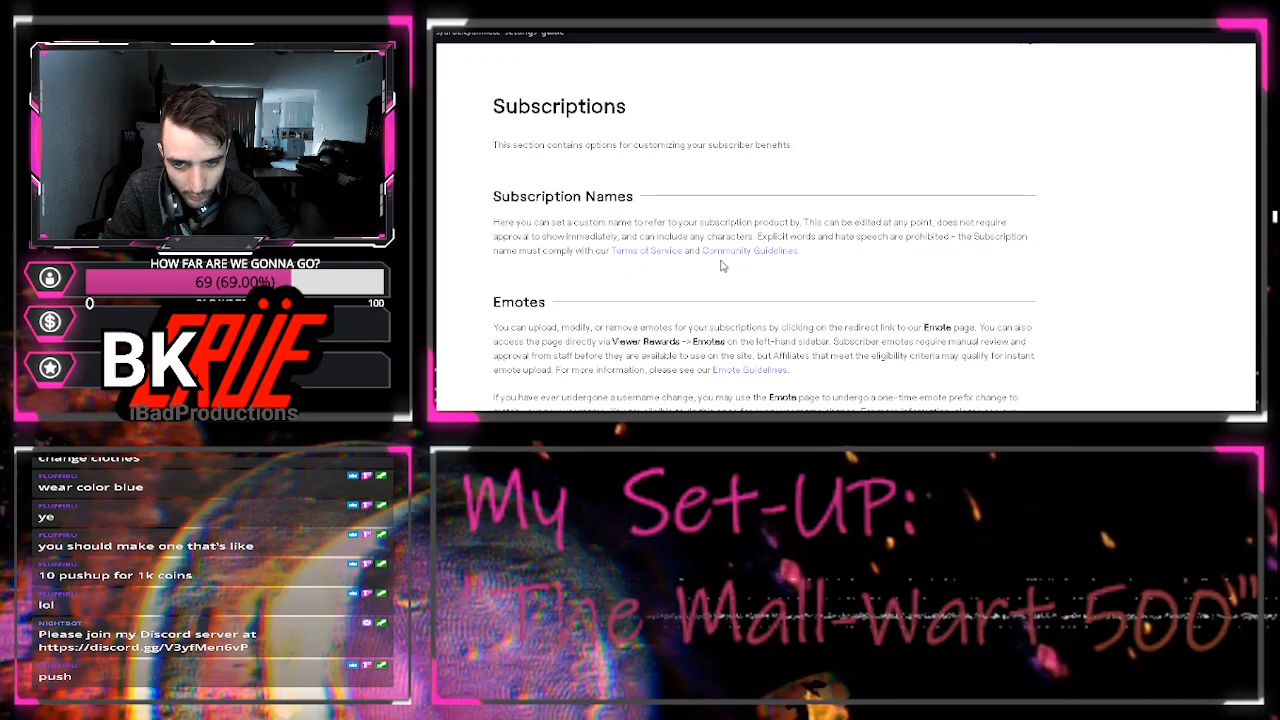 Subscriptions
This section contains options for customizing your subscriber benefits.
Subscription Names
Here you can set a custom name to refer to your subscription product by. This can be edited at any point, does not require
approval to show immediately, and can include any characters. Explicit words and hate speech are prohibited - the Subscription
name must comply with our Terms of Service and Community Guidelines.
Emotes
You can upload, modify, or remove emotes for your subscriptions by clicking on the redirect link to our Emote page. You can also
access the page directly via Viewer Rewards ->Emotes on the left-hand sidebar. Subscriber emotes require manual review and
approval from staff before they are available to use on the site, but Affiliates that meet the eligibility criteria may qualify for instant
emote upload. For more information, please see our Emote Guidelines.
If you have ever undergone a username change, you may use the Emote page to undergo a one-time emote prefix change to
HOW FAR ARE WE GONNA GO?
69 (69.00%)
0
100
BK CRÜE
iBadProductions
change clothes
FLUFFIRU
wear color blue
FLUFFIRU
ye
FLUFFIRU
you should make one that's like
FLUFFIRU
10 pushup for 1k coins
FLUFFIRU
lol
NIGHTBOT
Please join my Discord server at
https://discord.gg/V3yfMen6vP
FLUFFIRU
push
My Set-UP: